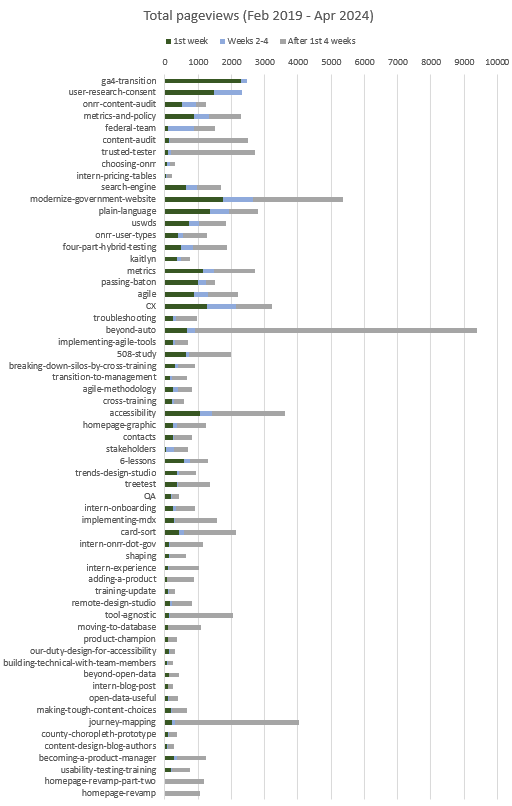 Total pageviews (Feb 2019 - Apr 2024)
1st week Weeks 2-4 After 1st 4 weeks
0 1000 2000 3000 4000 5000 6000 7000 8000 9000 10000
ga4-transition
user-research-consent
onrr-content-audit
metrics-and-policy
federal-team
content-audit
trusted-tester
choosing-onrr
intern-pricing-tables
search-engine
modernize-government-website
plain-language
uswds
onrr-user-types
four-part-hybrid-testing
kaitlyn
metrics
passing-baton
agile
CX
troubleshooting
beyond-auto
implementing-agile-tools
508-study
breaking-down-silos-by-cross-training
transition-to-management
agile-methodology
cross-training
accessibility
homepage-graphic
contacts
stakeholders
6-lessons
trends-design-studio
treetest
QA
intern-onboarding
implementing-mdx
card-sort
intern-onrr-dot-gov
shaping
intern-experience
adding-a-product
training-update
remote-design-studio
tool-agnostic
moving-to-database
product-champion
our-duty-design-for-accessibility
building-technical-with-team-members
beyond-open-data
intern-blog-post
open-data-useful
making-tough-content-choices
journey-mapping
county-choropleth-prototype
content-design-blog-authors
becoming-a-product-manager
usability-testing-training
homepage-revamp-part-two
homepage-revamp